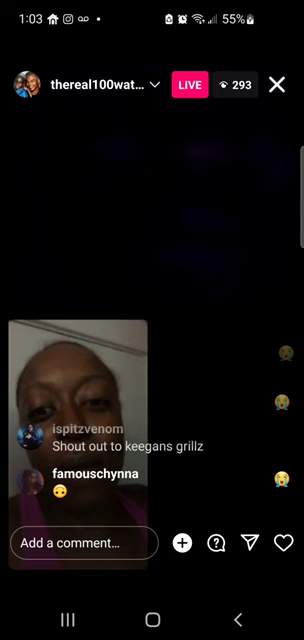 1:03
55%
thereal100wat...
LIVE
293
ispitzvenom
Shout out to keegans grillz
famouschynna
Add a comment...